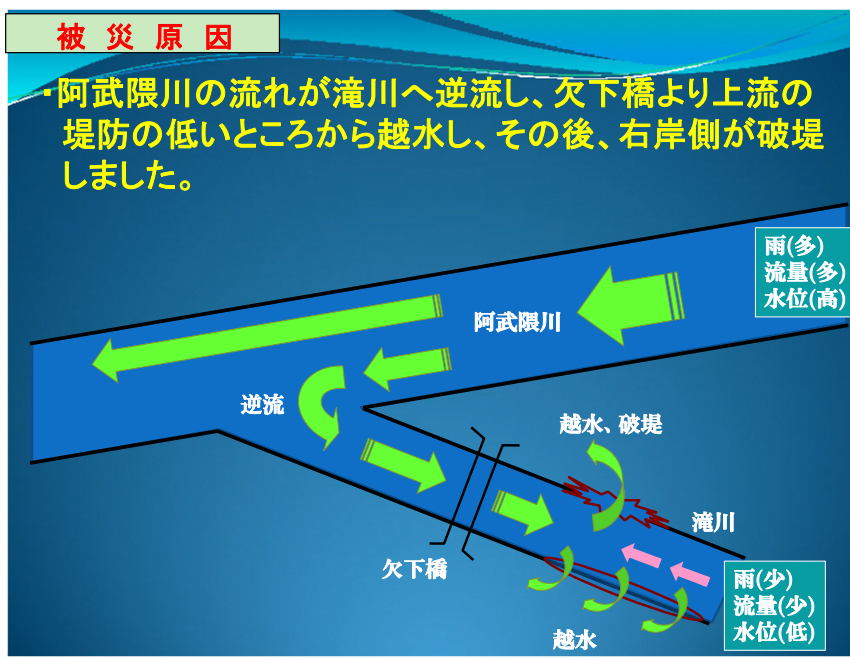 被 災 原 因
・阿武隈川の流れが滝川へ逆流し、欠下橋より上流の
堤防の低いところから越水し、その後、右岸側が破堤
しました。
雨(多)
流量(多)
水位(高)
阿武隈川
逆流
越水、破堤
滝川
欠下橋
雨(少)
流量(少)
水位(低)
越水